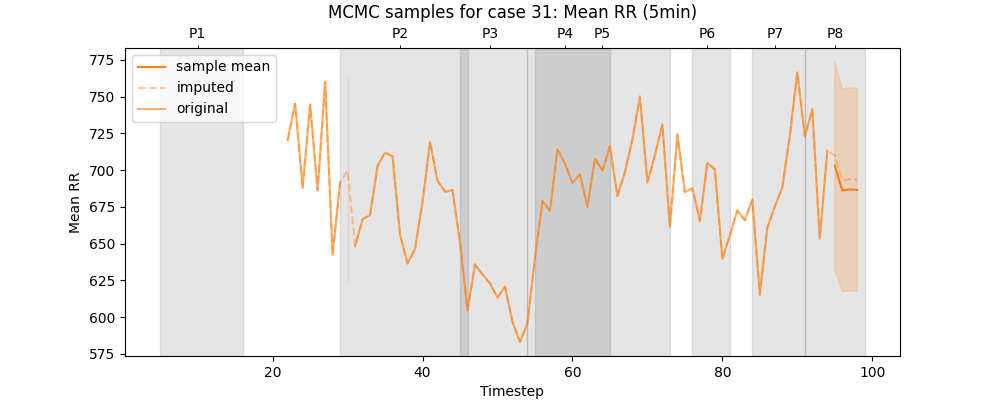 MCMC samples for case 31: Mean RR (5min)
P1 P2 P3 P4 P5 P6 P7 P8
sample mean
imputed
original
775
750
725
700
675
650
625
600
575
Mean RR
20 40 60 80 100
Timestep